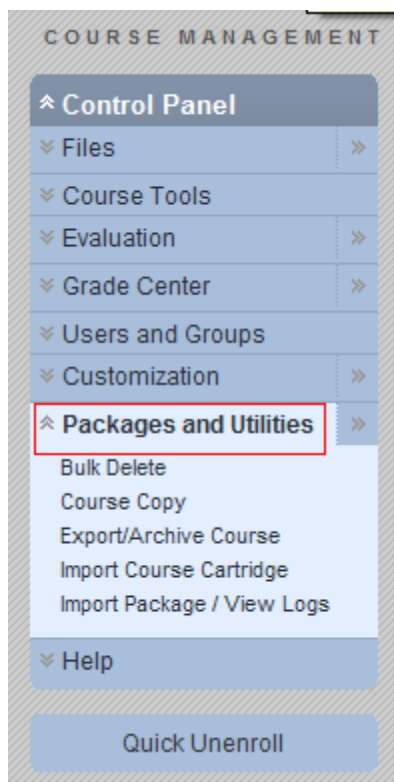 COURSE MANAGEMENT
Control Panel
Files
Course Tools
Evaluation
Grade Center
Users and Groups
Customization
Packages and Utilities
Bulk Delete
Course Copy
Export/Archive Course
Import Course Cartridge
Import Package / View Logs
Help
Quick Unenroll